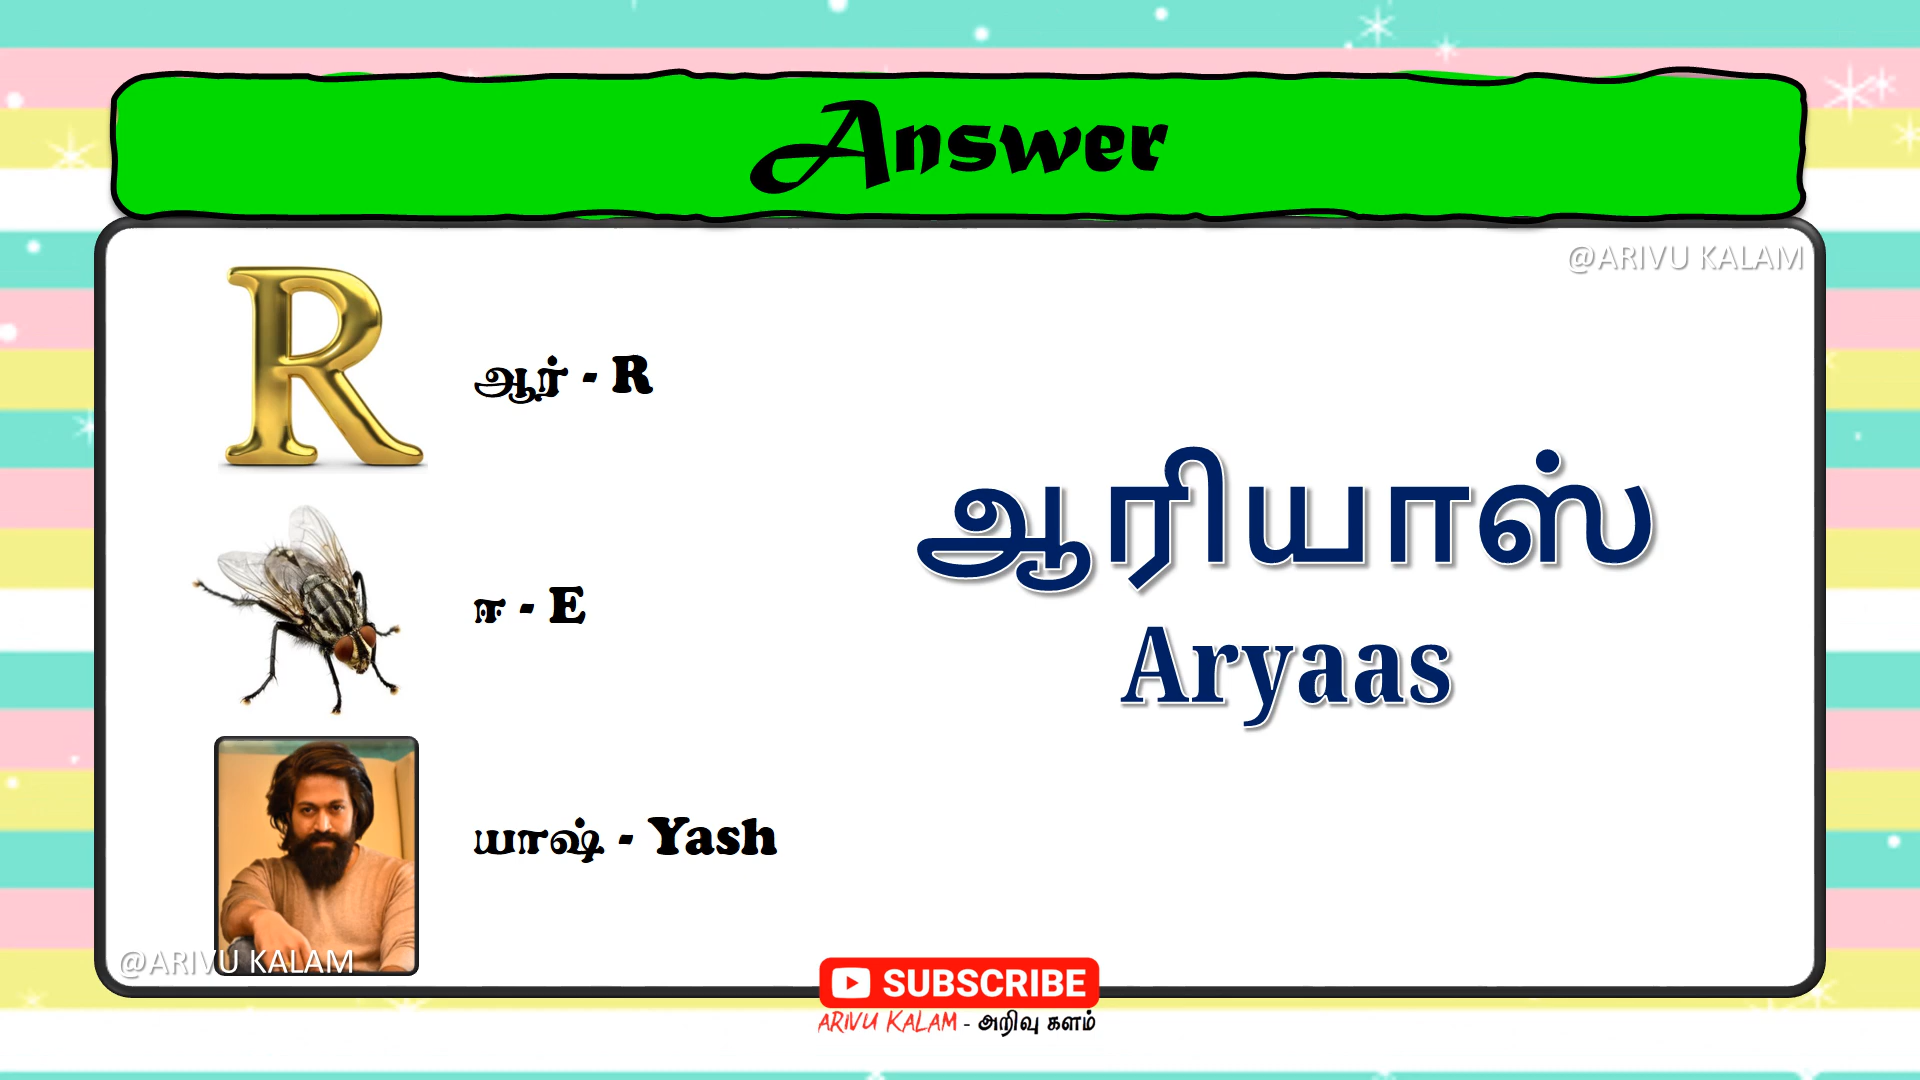 Answer
@ARIVU KALAM
R
ஆர் - R
ஈ - E
ஆரியாஸ்
Aryaas
யாஷ் - Yash
@ARIVU KALAM
SUBSCRIBE
ARIVU KALAM - அறிவு களம்